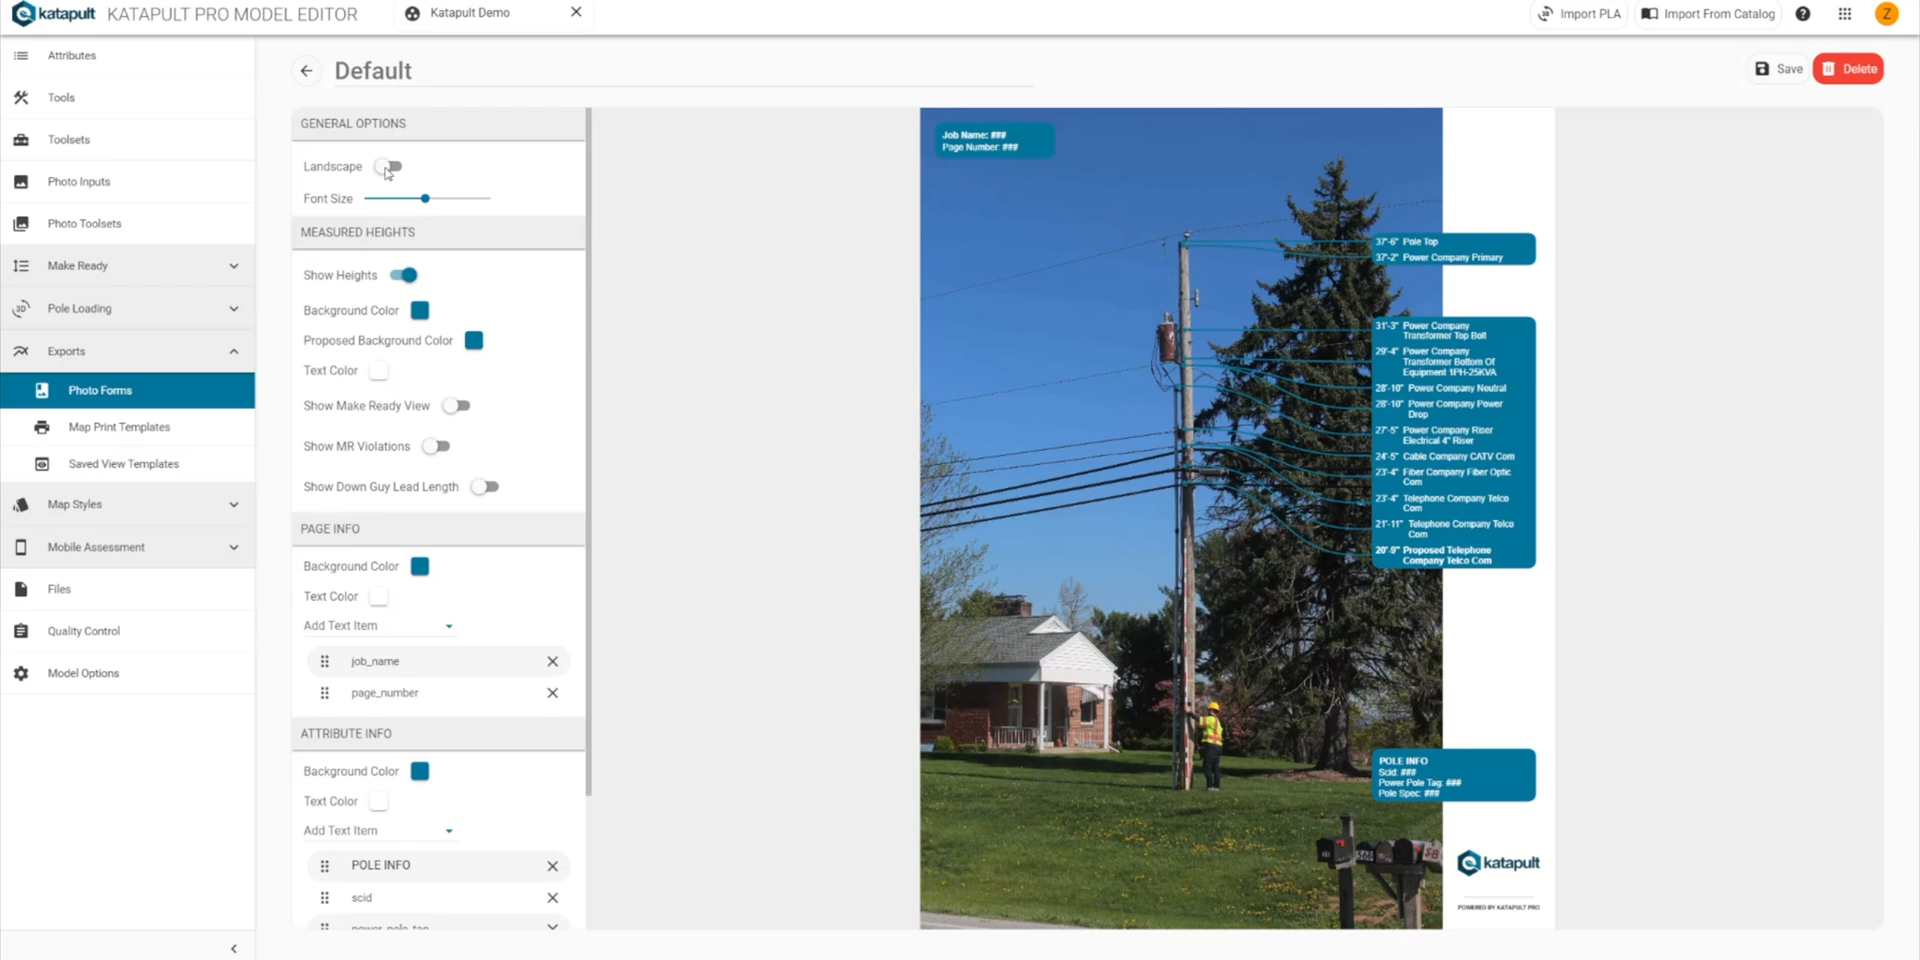 katapult
KATAPULT PRO MODEL EDITOR
Katapult Demo
Import PLA
Import From Catalog
Z
Attributes
Tools
Toolsets
Photo Inputs
Photo Toolsets
Make Ready
3D
Pole Loading
Exports
Photo Forms
Map Print Templates
Saved View Templates
Map Styles
Mobile Assessment
Files
Quality Control
Model Options
Default
Save
Delete
GENERAL OPTIONS
Landscape
Font Size
MEASURED HEIGHTS
Show Heights
Background Color
Proposed Background Color
Text Color
Show Make Ready View
Show MR Violations
Show Down Guy Lead Length
PAGE INFO
Background Color
Text Color
Add Text Item
job_name
page_number
ATTRIBUTE INFO
Background Color
Text Color
Add Text Item
POLE INFO
scid
power_pole_tag
Job Name: ###
Page Number: ###
37'-6" Pole Top
37'-2" Power Company Primary
31'-3" Power Company
Transformer Top Bolt
29'-4" Power Company
Transformer Bottom Of
Equipment 1PH-25KVA
28'-10" Power Company Neutral
28'-10" Power Company Power
Drop
27'-5" Power Company Riser
Electrical 4" Riser
24'-5" Cable Company CATV Com
23'-4" Fiber Company Fiber Optic
Com
23'-4" Telephone Company Telco
Com
21'-11" Telephone Company Telco
Com
20'-9" Proposed Telephone
Company Telco Com
POLE INFO
Scid: ###
Power Pole Tag: ###
Pole Spec: ###
katapult
POWERED BY KATAPULT PRO